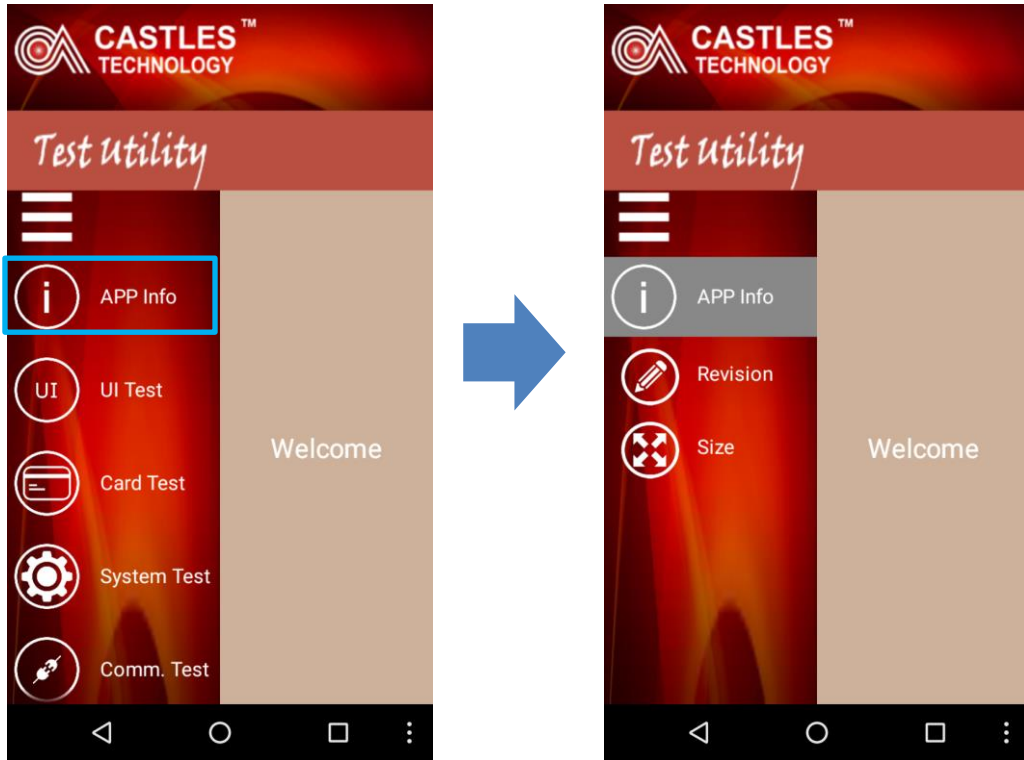 CASTLES™
TECHNOLOGY
Test Utility
i APP Info
UI UI Test
Card Test
System Test
Comm. Test
Welcome
CASTLES™
TECHNOLOGY
Test Utility
i APP Info
Revision
Size
Welcome